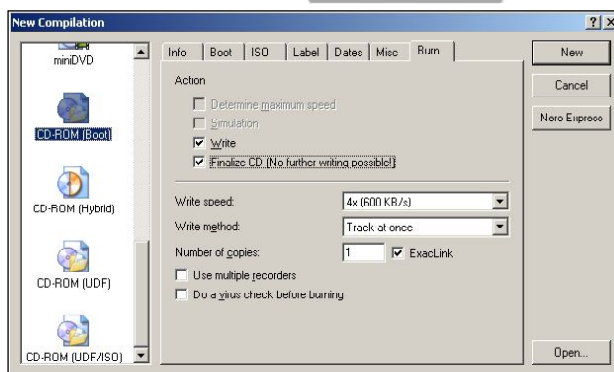 New Compilation
miniDVD
CD-ROM (Boot)
CD-ROM (Hybrid)
CD-ROM (UDF)
CD-ROM (UDF/ISO)
Info Boot ISO Label Dates Misc Burn
Action
Determine maximum speed
Simulation
Write
Finalize CD (No further writing possible!)
Write speed: 4x (600 KB/s)
Write method: Track at once
Number of copies: 1 ExacLink
Use multiple recorders
Do a virus check before burning
New
Cancel
Nero Express
Open...